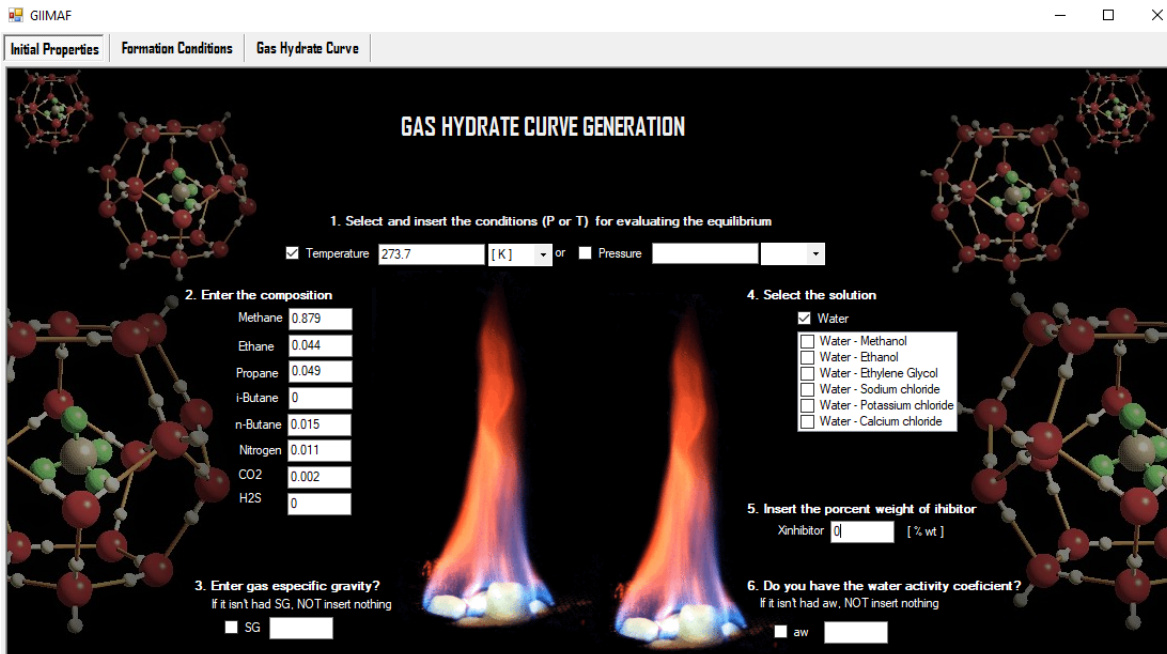 GIIMAF
Initial Properties Formation Conditions Gas Hydrate Curve
GAS HYDRATE CURVE GENERATION
1. Select and insert the conditions (P or T) for evaluating the equilibrium
Temperature 273.7 [ K ] or Pressure
2. Enter the composition
Methane 0.879
Ethane 0.044
Propane 0.049
i-Butane 0
n-Butane 0.015
Nitrogen 0.011
CO2 0.002
H2S 0
3. Enter gas especific gravity?
If it isn't had SG, NOT insert nothing
SG
4. Select the solution
Water
Water - Methanol
Water - Ethanol
Water - Ethylene Glycol
Water - Sodium chloride
Water - Potassium chloride
Water - Calcium chloride
5. Insert the porcent weight of ihibitor
Xinhibitor 0 [ % wt ]
6. Do you have the water activity coeficient?
If it isn't had aw, NOT insert nothing
aw